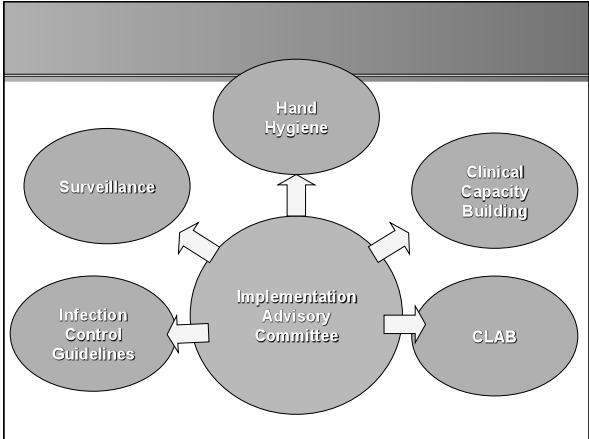 Hand
Hygiene
Surveillance
Clinical
Capacity
Building
Implementation
Advisory
Committee
Infection
Control
Guidelines
CLAB